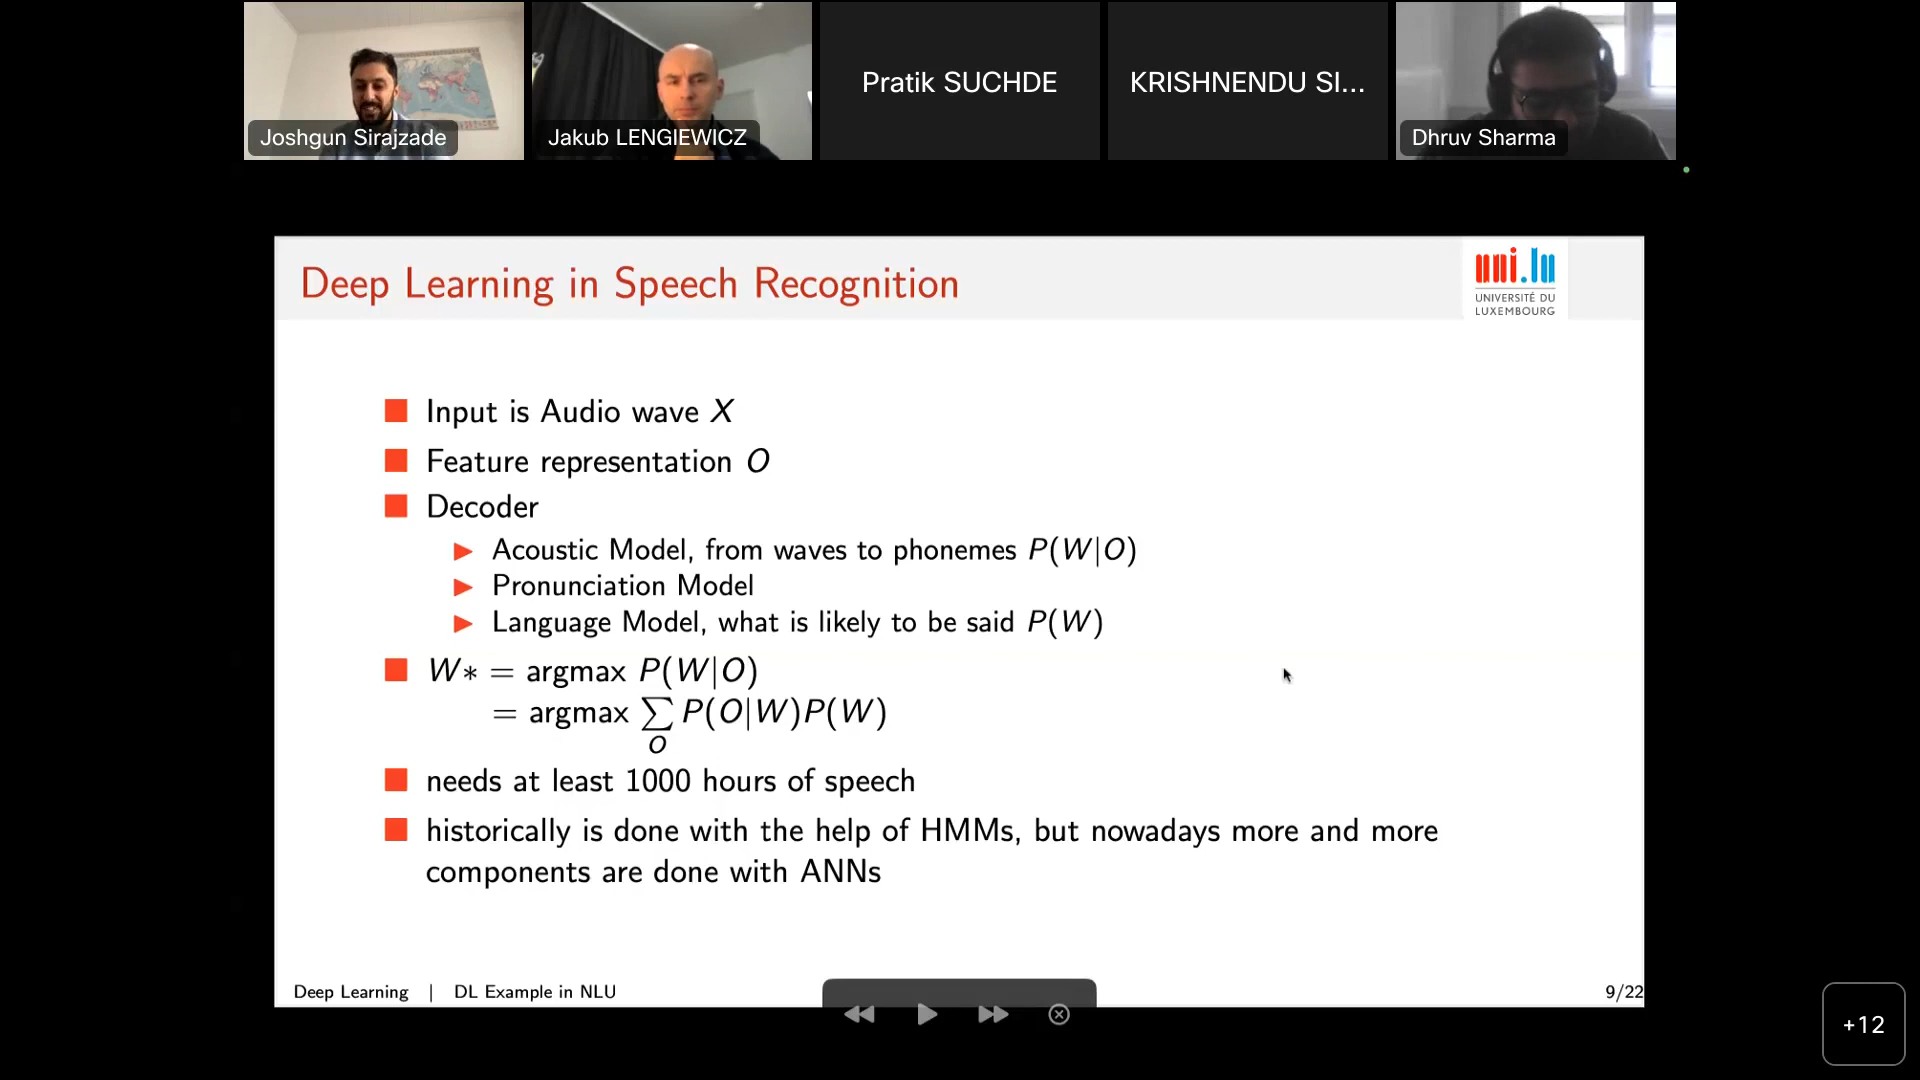 Joshgun Sirajzade
Jakub LENGIEWICZ
Pratik SUCHDE
KRISHNENDU SI...
Dhruv Sharma
Deep Learning in Speech Recognition
uni.lu
UNIVERSITÉ DU
LUXEMBOURG
Input is Audio wave X
Feature representation O
Decoder
Acoustic Model, from waves to phonemes P(W|O)
Pronunciation Model
Language Model, what is likely to be said P(W)
W* = argmax P(W|O)
= argmax ∑ P(O|W)P(W)
O
needs at least 1000 hours of speech
historically is done with the help of HMMs, but nowadays more and more
components are done with ANNs
Deep Learning | DL Example in NLU
9/22
+12